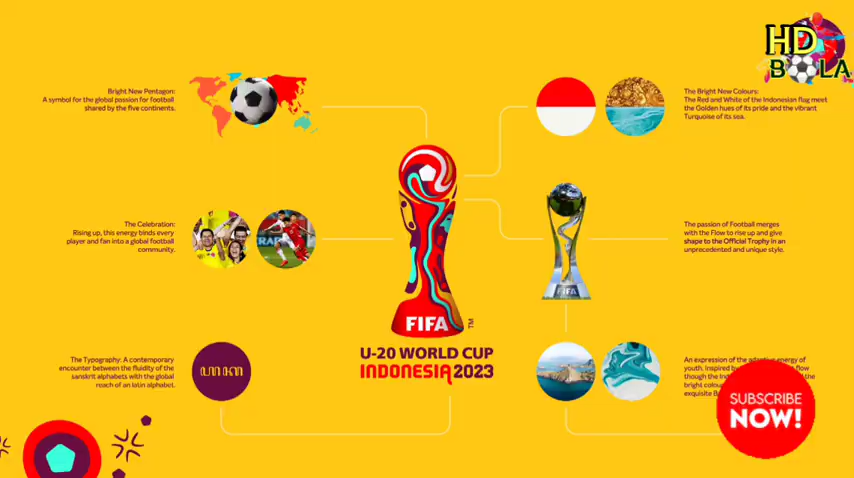 HD
BOLA
Bright New Pentagon:
A symbol for the global passion for football
shared by the five continents.
The Bright New Colours:
The Red and White of the Indonesian flag meet
the Golden hues of its pride and the vibrant
Turquoise of its sea.
The Celebration:
Rising up, this energy binds every
player and fan into a global football
community.
The passion of Football merges
with the Flow to rise up and give
shape to the Official Trophy in an
unprecedented and unique style.
FIFA
FIFA
TM
U-20 WORLD CUP
INDONESIA 2023
The Typography: A contemporary
encounter between the fluidity of the
sanskrit alphabets with the global
reach of an latin alphabet.
An expression of the energy of
youth. Inspired by flow
though the
bright
exquisite
SUBSCRIBE
NOW!